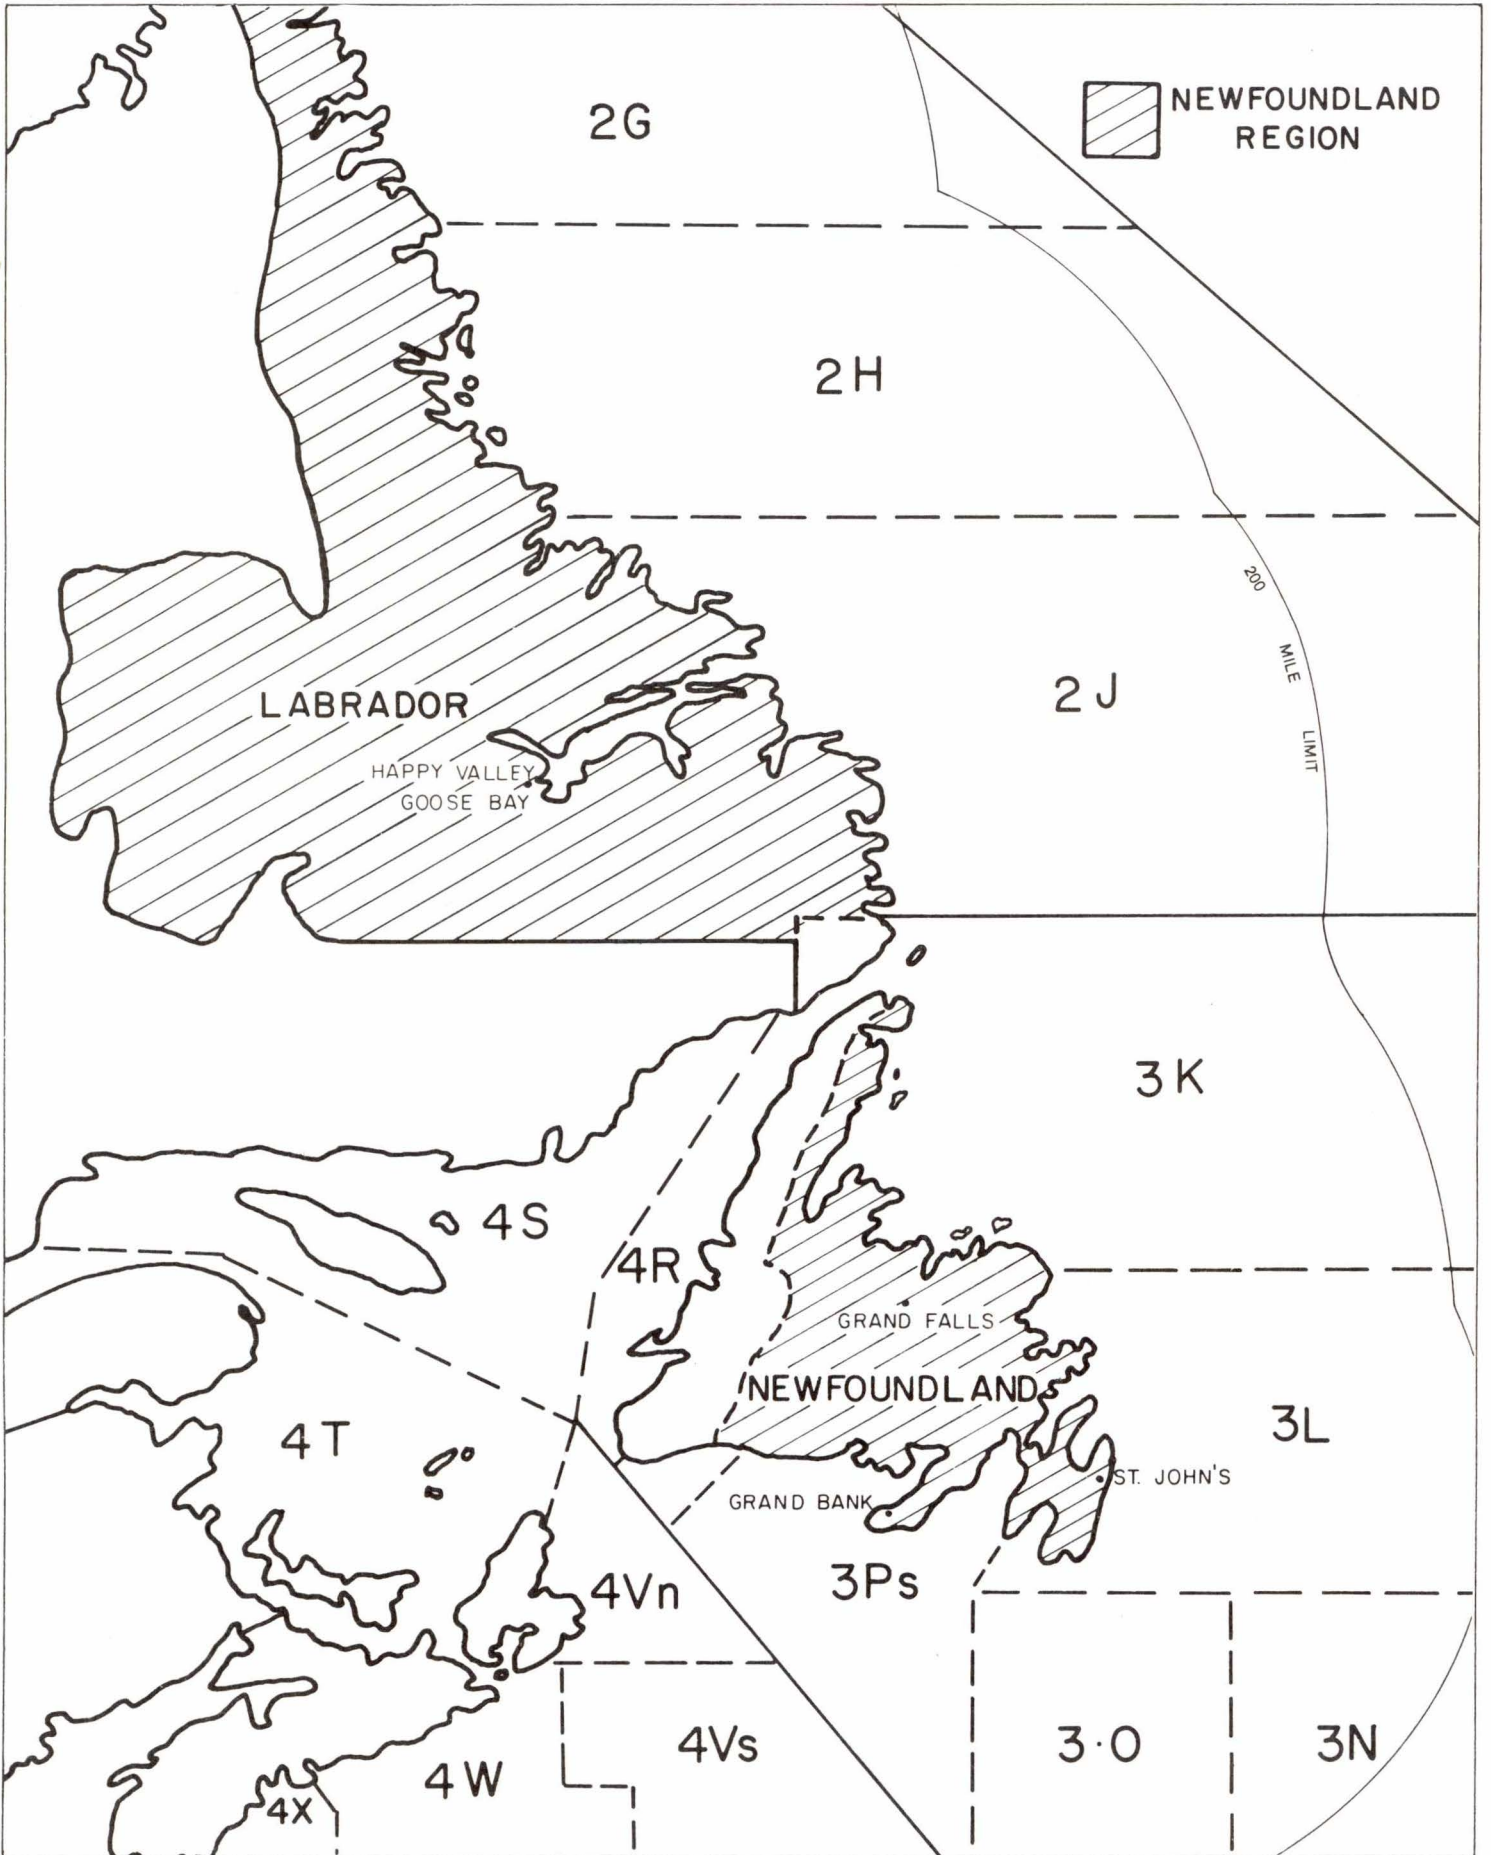 2G
NEWFOUNDLAND
REGION
2H
200
MILE
LIMIT
2J
LABRADOR
HAPPY VALLEY
GOOSE BAY
3K
4S
4R
GRAND FALLS
NEWFOUNDLAND
3L
4T
ST. JOHN'S
GRAND BANK
4Vn
3Ps
4Vs
3·O
3N
4W
4X